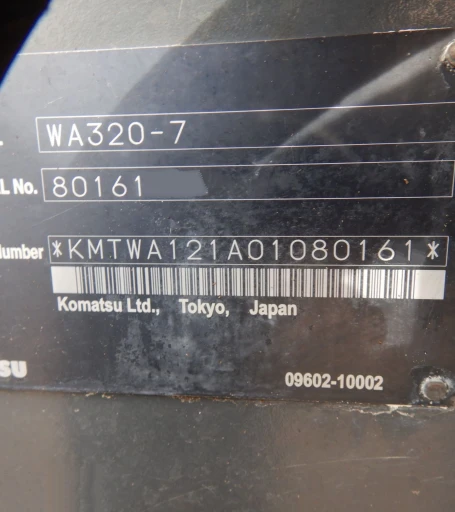 L WA320-7
L No. 80161
umber *KMTWA121A01080161*
Komatsu Ltd., Tokyo, Japan
SU
09602-10002